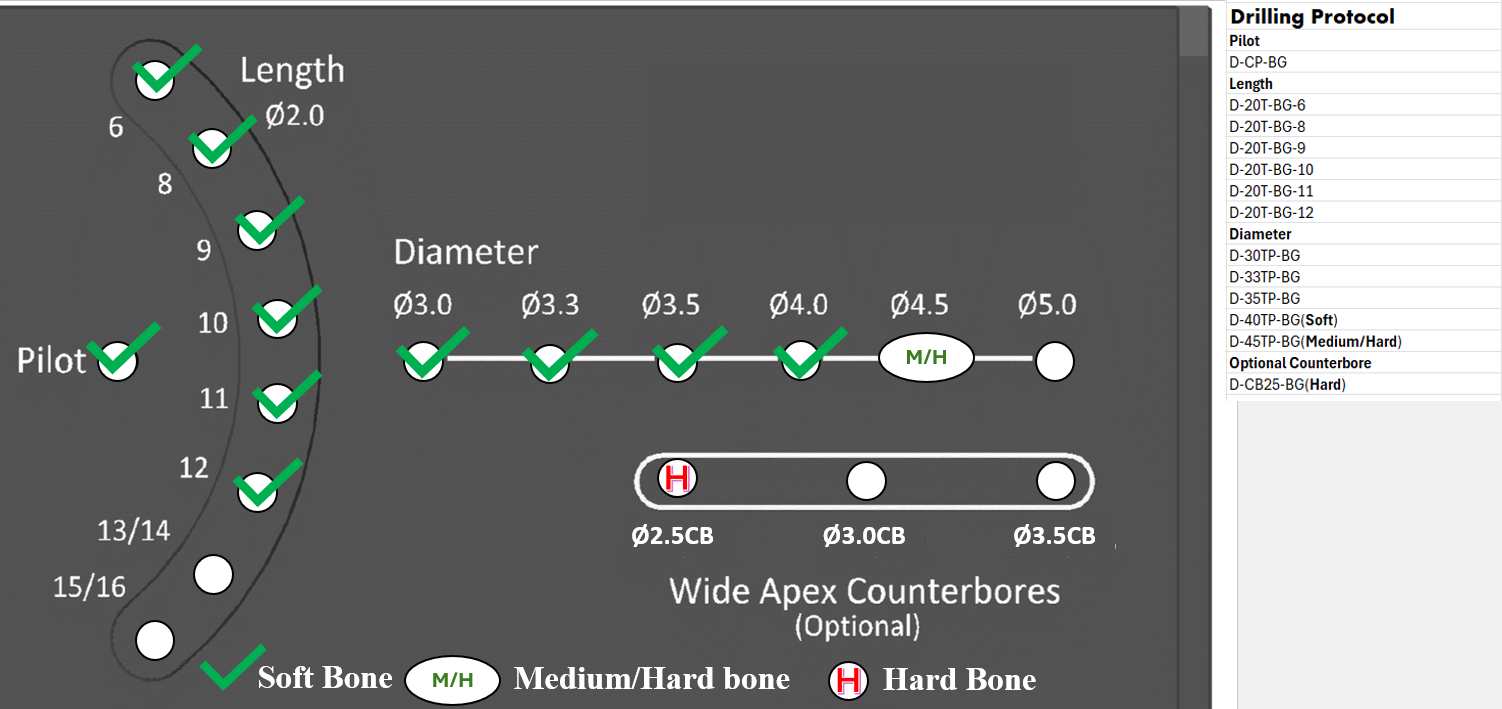 Length
Ø2.0
6
8
9
10
11
12
13/14
15/16
Pilot
Diameter
Ø3.0 Ø3.3 Ø3.5 Ø4.0 Ø4.5 Ø5.0
M/H
H
Ø2.5CB Ø3.0CB Ø3.5CB
Wide Apex Counterbores
(Optional)
Soft Bone M/H Medium/Hard bone H Hard Bone
Drilling Protocol
Pilot
D-CP-BG
Length
D-20T-BG-6
D-20T-BG-8
D-20T-BG-9
D-20T-BG-10
D-20T-BG-11
D-20T-BG-12
Diameter
D-30TP-BG
D-33TP-BG
D-35TP-BG
D-40TP-BG(Soft)
D-45TP-BG(Medium/Hard)
Optional Counterbore
D-CB25-BG(Hard)